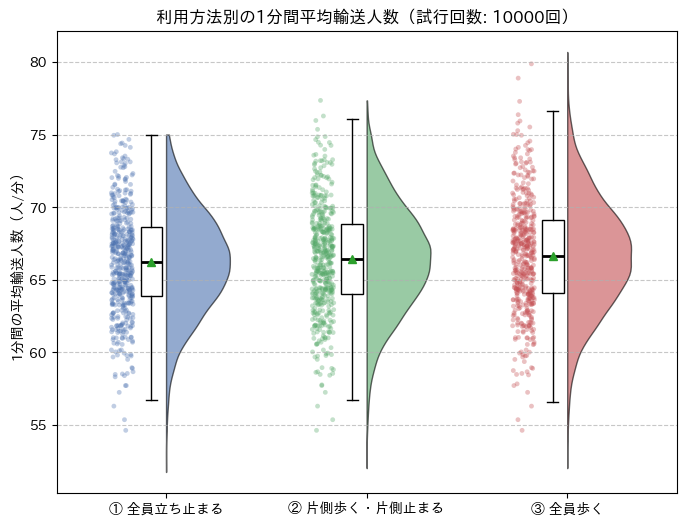 利用方法別の1分間平均輸送人数（試行回数: 10000回）
1分間の平均輸送人数（人/分）
80
75
70
65
60
55
① 全員立ち止まる
② 片側歩く・片側止まる
③ 全員歩く